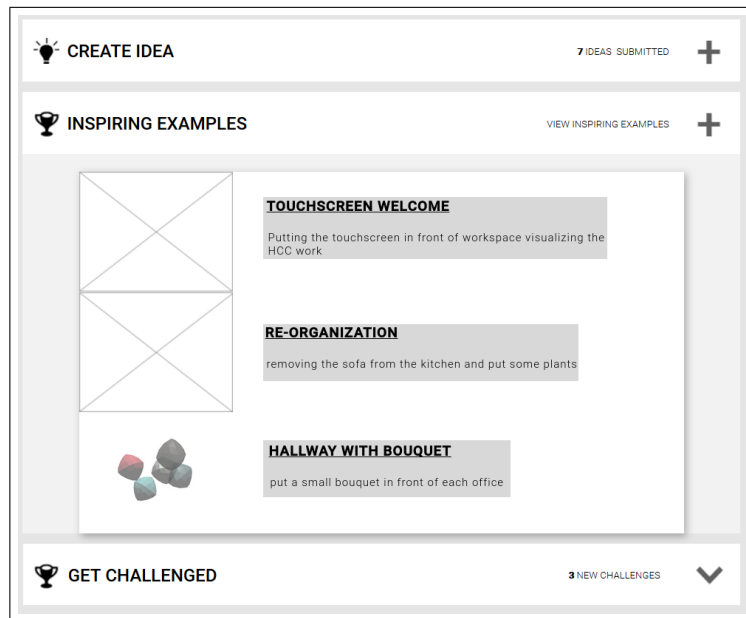 CREATE IDEA
7 IDEAS SUBMITTED
INSPIRING EXAMPLES
VIEW INSPIRING EXAMPLES
TOUCHSCREEN WELCOME
Putting the touchscreen in front of workspace visualizing the
HCC work
RE-ORGANIZATION
removing the sofa from the kitchen and put some plants
HALLWAY WITH BOUQUET
put a small bouquet in front of each office
GET CHALLENGED
3 NEW CHALLENGES